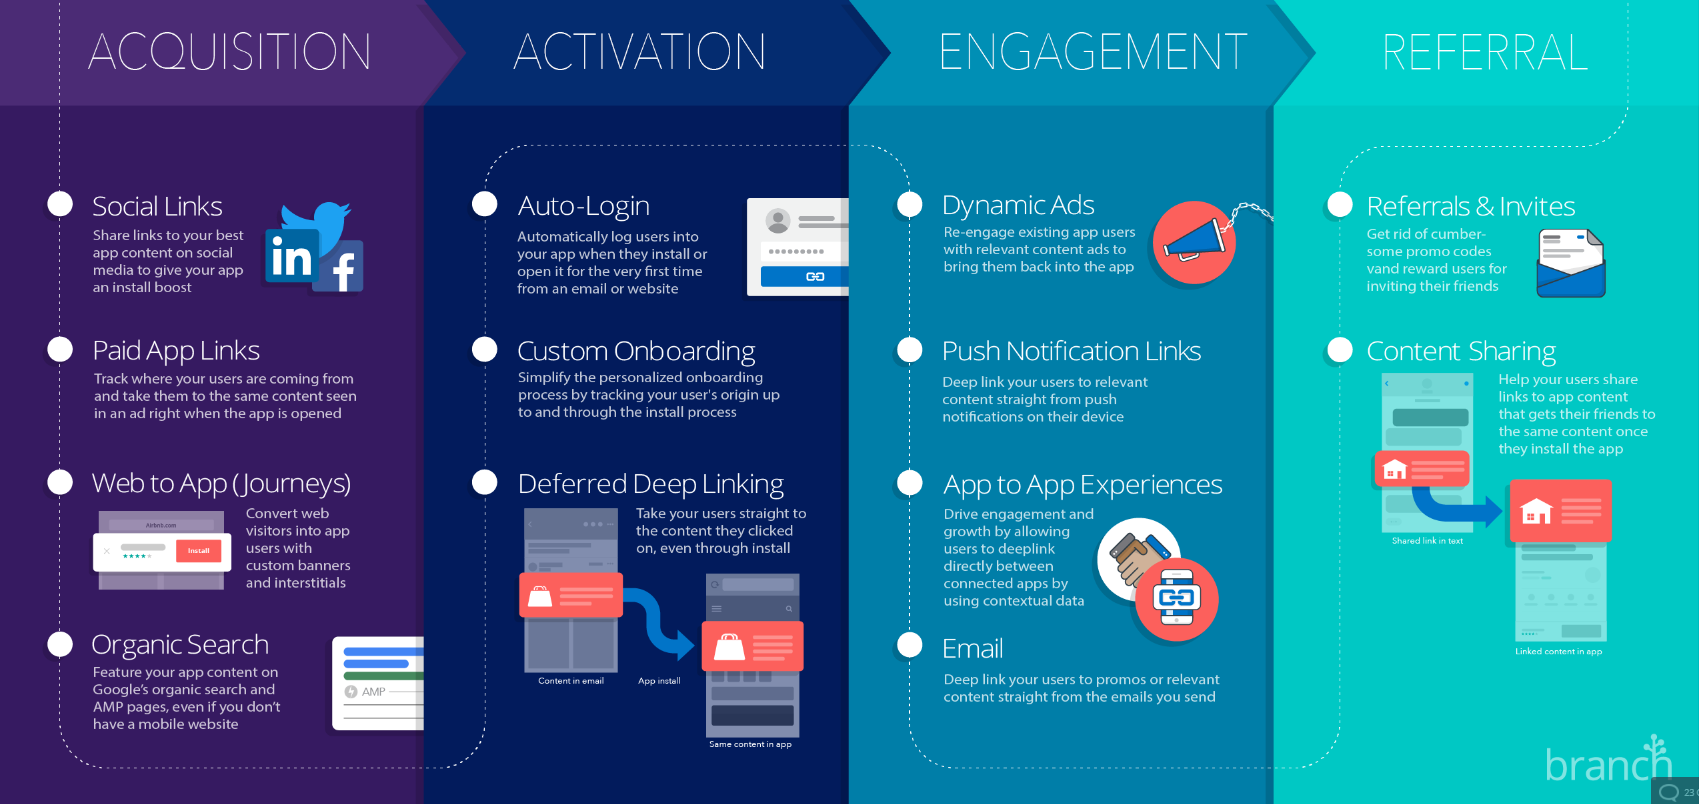 ACQUISITION
Social Links
Share links to your best
app content on social
media to give your app
an install boost
in
f
Paid App Links
Track where your users are coming from
and take them to the same content seen
in an ad right when the app is opened
Web to App (Journeys)
Airbnb.com
Install
Convert web
visitors into app
users with
custom banners
and interstitials
Organic Search
Feature your app content on
Google's organic search and
AMP pages, even if you don't
have a mobile website
AMP
ACTIVATION
Auto-Login
Automatically log users into
your app when they install or
open it for the very first time
from an email or website
Custom Onboarding
Simplify the personalized onboarding
process by tracking your user's origin up
to and through the install process
Deferred Deep Linking
Take your users straight to
the content they clicked
on, even through install
Content in email
App install
Same content in app
ENGAGEMENT
Dynamic Ads
Re-engage existing app users
with relevant content ads to
bring them back into the app
Push Notification Links
Deep link your users to relevant
content straight from push
notifications on their device
App to App Experiences
Drive engagement and
growth by allowing
users to deeplink
directly between
connected apps by
using contextual data
Email
Deep link your users to promos or relevant
content straight from the emails you send
REFERRAL
Referrals & Invites
Get rid of cumber-
some promo codes
vand reward users for
inviting their friends
Content Sharing
Help your users share
links to app content
that gets their friends to
the same content once
they install the app
Shared link in text
Linked content in app
branch
23